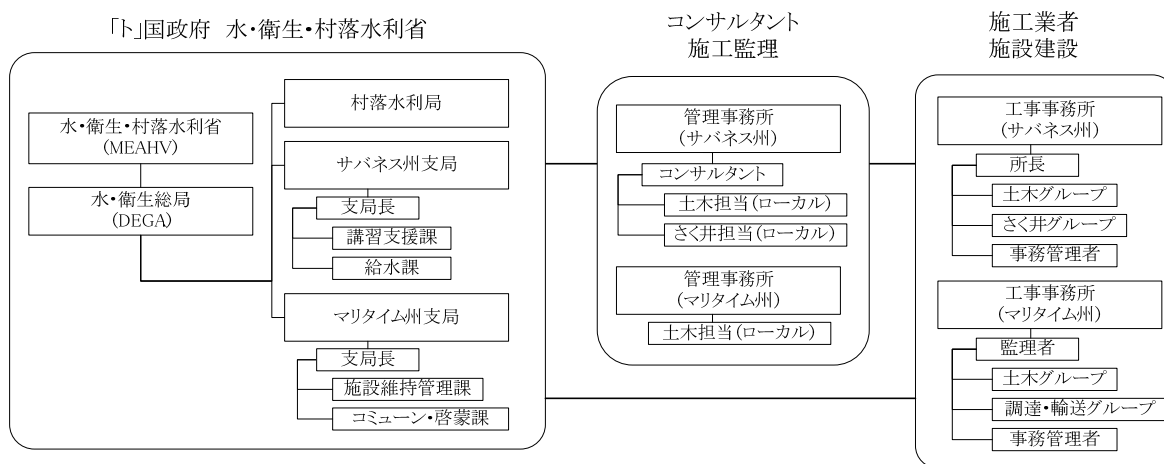 「ト」国政府　水・衛生・村落水利省
水・衛生・村落水利省
(MEAHV)
水・衛生総局
(DEGA)
村落水利局
サバネス州支局
支局長
講習支援課
給水課
マリタイム州支局
支局長
施設維持管理課
コミューン・啓蒙課
コンサルタント
施工監理
管理事務所
(サバネス州)
コンサルタント
土木担当(ローカル)
さく井担当(ローカル)
管理事務所
(マリタイム州)
土木担当(ローカル)
施工業者
施設建設
工事事務所
(サバネス州)
所長
土木グループ
さく井グループ
事務管理者
工事事務所
(マリタイム州)
監理者
土木グループ
調達・輸送グループ
事務管理者